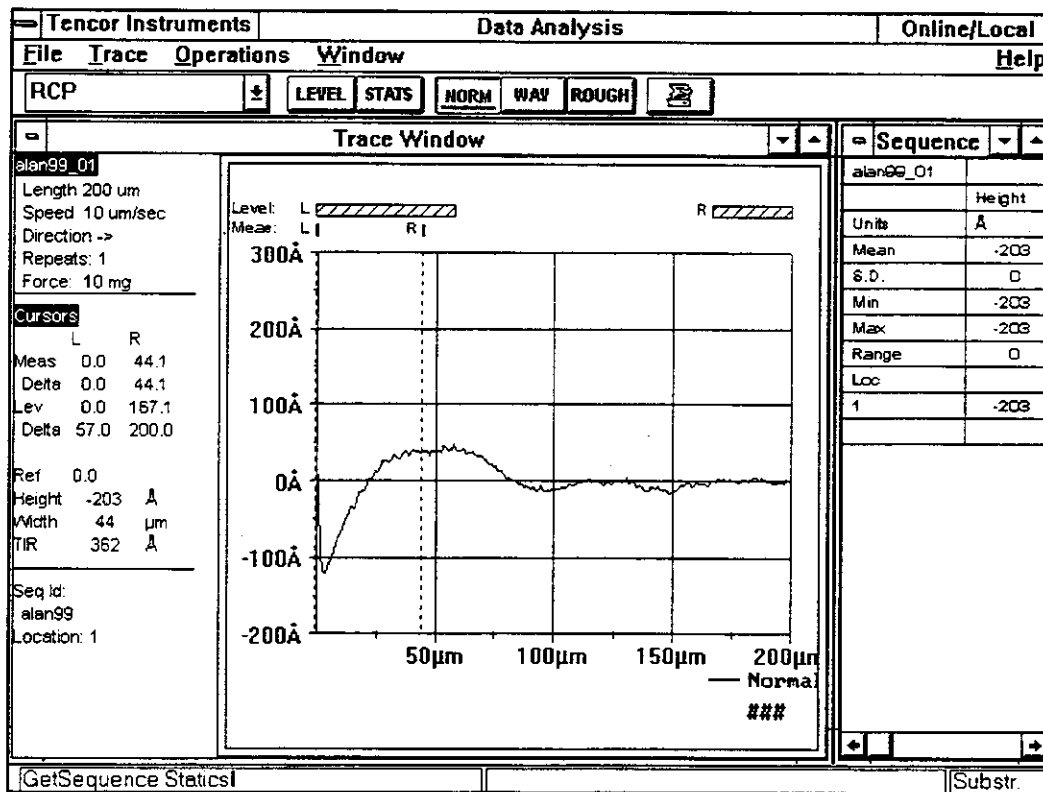 Tencor Instruments Data Analysis Online/Local
File Trace Operations Window Help
RCP LEVEL STATS NORM WAV ROUGH
Trace Window
alan99_01
Length 200 um
Speed 10 um/sec
Direction ->
Repeats: 1
Force: 10 mg
Cursors
L R
Meas 0.0 44.1
Delta 0.0 44.1
Lev 0.0 167.1
Delta 57.0 200.0
Ref 0.0
Height -203 Å
Width 44 µm
TIR 362 Å
Seq Id:
alan99
Location: 1
Level: L R
Meas: L R
300Å
200Å
100Å
0Å
-100Å
-200Å
50µm 100µm 150µm 200µm
Normal
###
Sequence
alan99_01
Height
Units Å
Mean -203
S.D. 0
Min -203
Max -203
Range 0
Loc
1 -203
GetSequence Statics Substr.